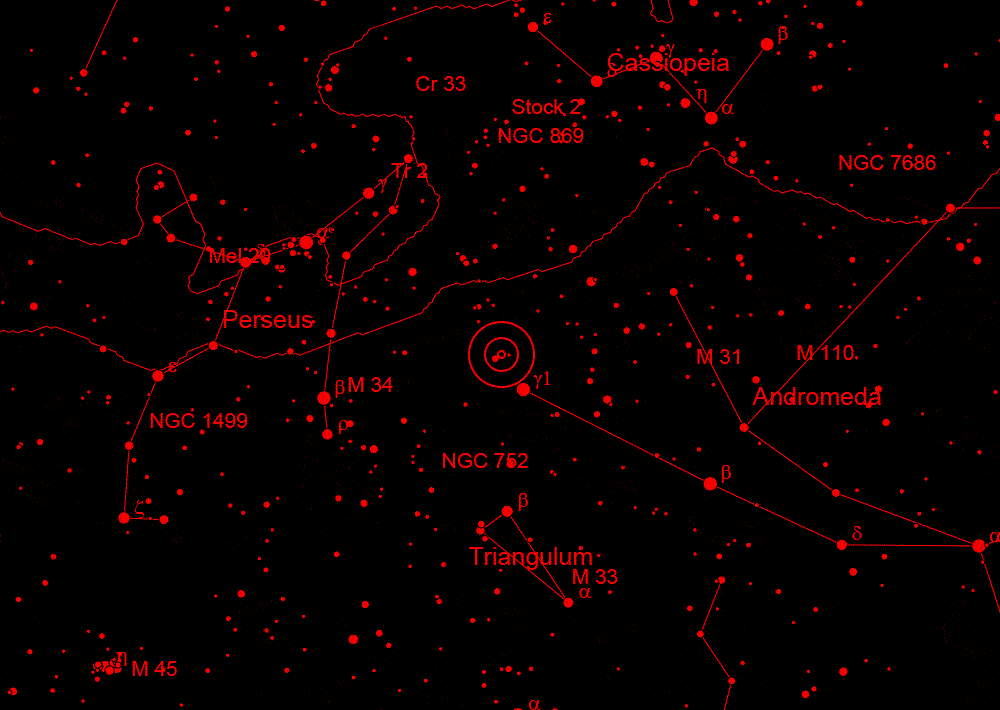 ε
β
γ
δ
Cassiopeia
Cr 33
η
α
Stock 2
NGC 869
NGC 7686
Tr 2
γ
α
Mel 20
δ
Perseus
M 31
M 110
ε
γ1
β
M 34
Andromeda
NGC 1499
ρ
NGC 752
β
ζ
β
δ
α
Triangulum
M 33
α
η
M 45
α